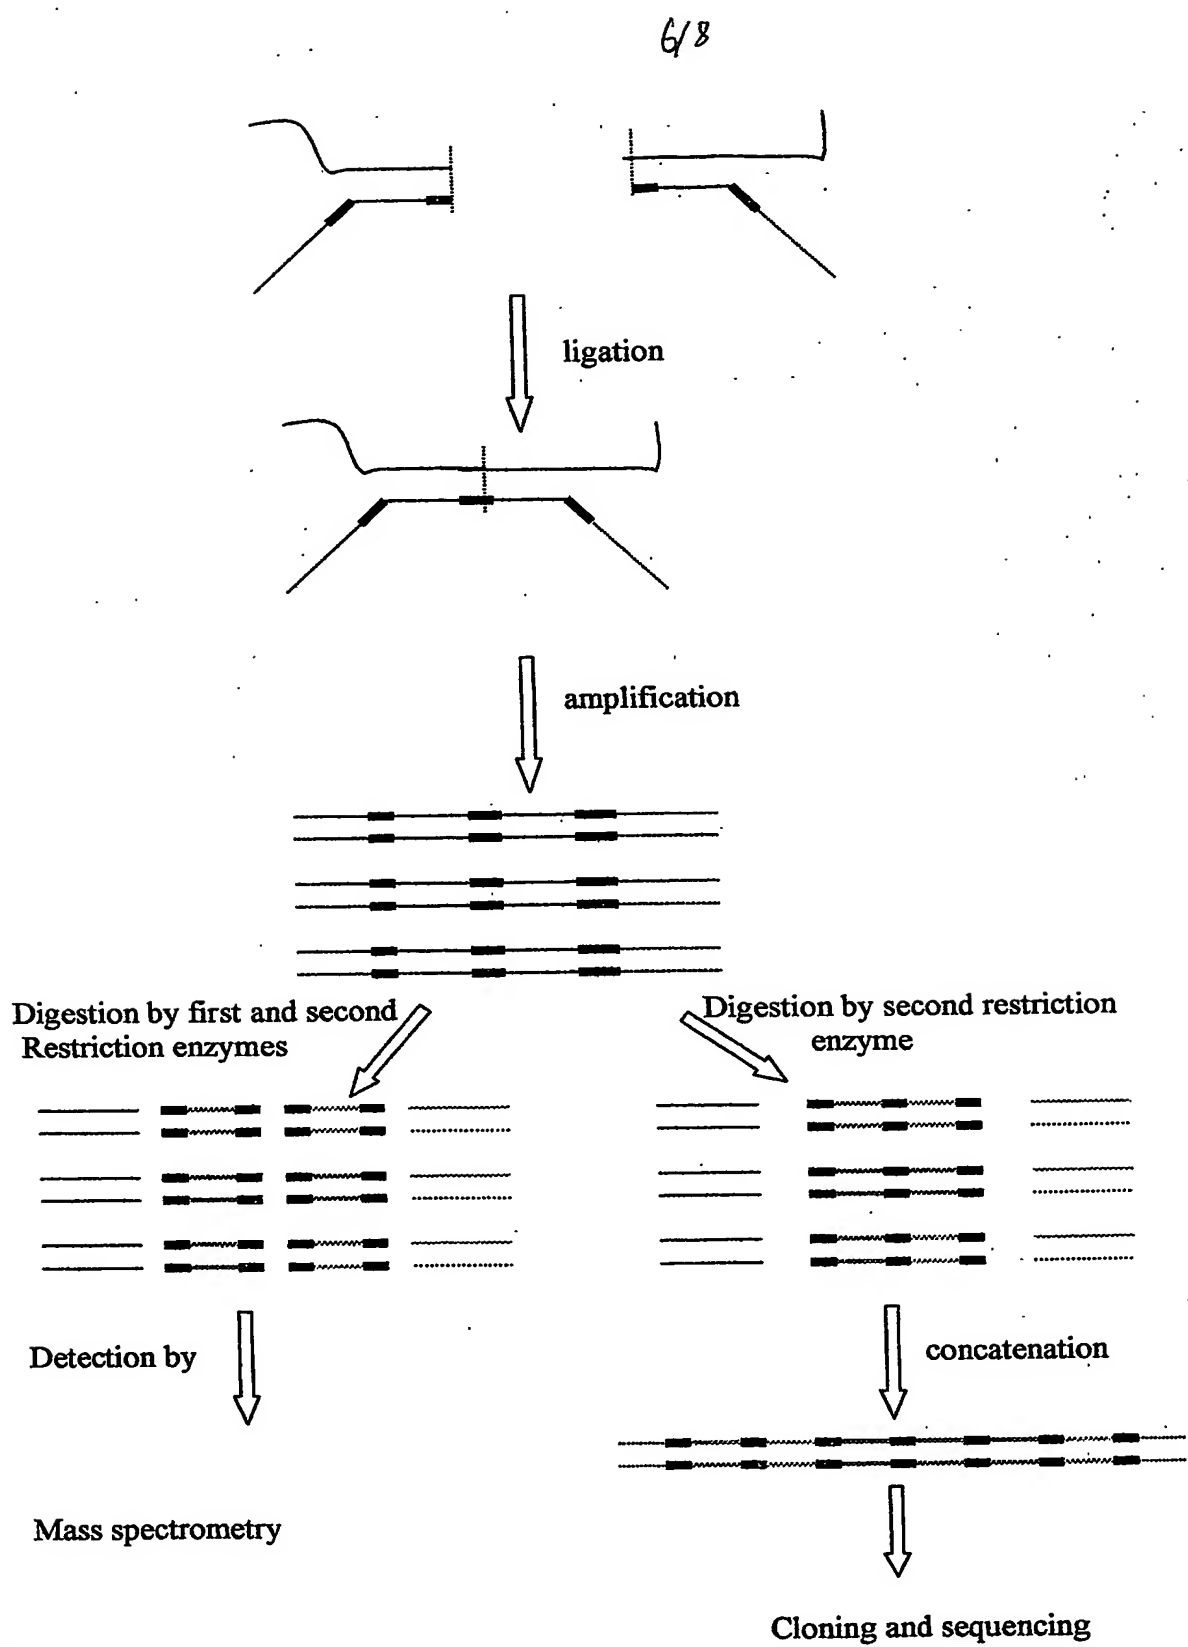 6/8
ligation
amplification
Digestion by first and second
Restriction enzymes
Digestion by second restriction
enzyme
Detection by
concatenation
Mass spectrometry
Cloning and sequencing